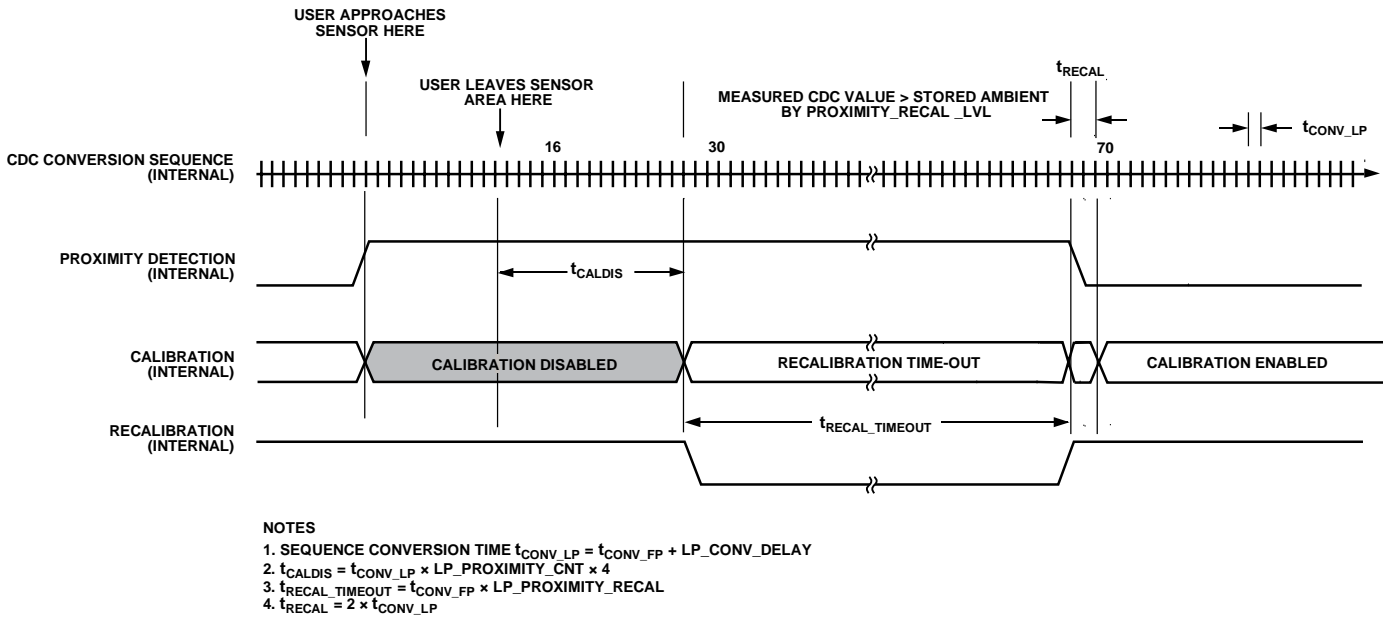 USER APPROACHES
SENSOR HERE
USER LEAVES SENSOR
AREA HERE
MEASURED CDC VALUE > STORED AMBIENT
BY PROXIMITY_RECAL _LVL
tRECAL
tCONV_LP
CDC CONVERSION SEQUENCE
(INTERNAL)
16
30
70
PROXIMITY DETECTION
(INTERNAL)
tCALDIS
CALIBRATION
(INTERNAL)
CALIBRATION DISABLED
RECALIBRATION TIME-OUT
CALIBRATION ENABLED
RECALIBRATION
(INTERNAL)
tRECAL_TIMEOUT
NOTES
1. SEQUENCE CONVERSION TIME tCONV_LP = tCONV_FP + LP_CONV_DELAY
2. tCALDIS = tCONV_LP × LP_PROXIMITY_CNT × 4
3. tRECAL_TIMEOUT = tCONV_FP × LP_PROXIMITY_RECAL
4. tRECAL = 2 × tCONV_LP